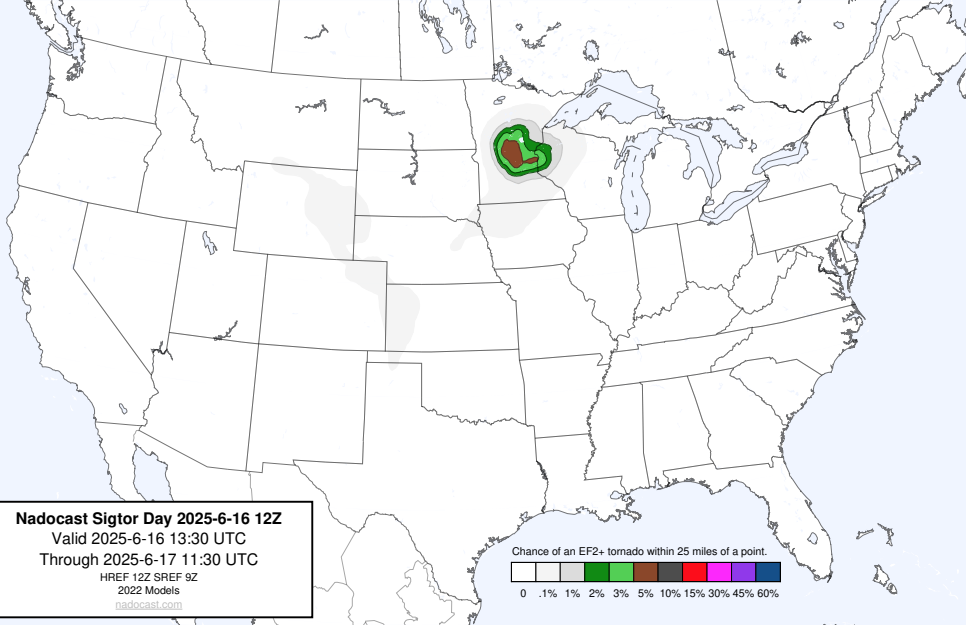 Nadocast Sigtor Day 2025-6-16 12Z
Valid 2025-6-16 13:30 UTC
Through 2025-6-17 11:30 UTC
HREF 12Z SREF 9Z
2022 Models
nadocast.com
Chance of an EF2+ tornado within 25 miles of a point.
0 .1% 1% 2% 3% 5% 10% 15% 30% 45% 60%